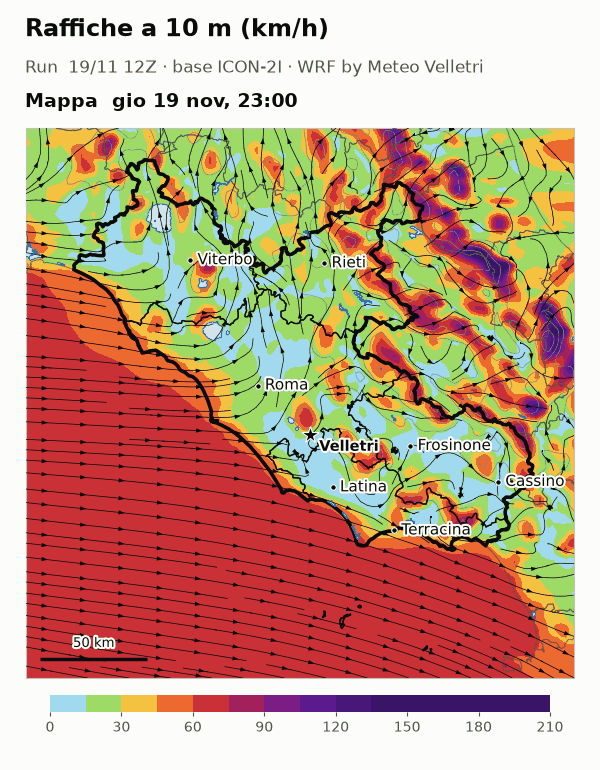 Raffiche a 10 m (km/h)
Run 19/11 12Z · base ICON-2I · WRF by Meteo Velletri
Mappa gio 19 nov, 23:00
Viterbo
Rieti
Roma
Velletri
Frosinone
Latina
Cassino
Terracina
50 km
0 30 60 90 120 150 180 210